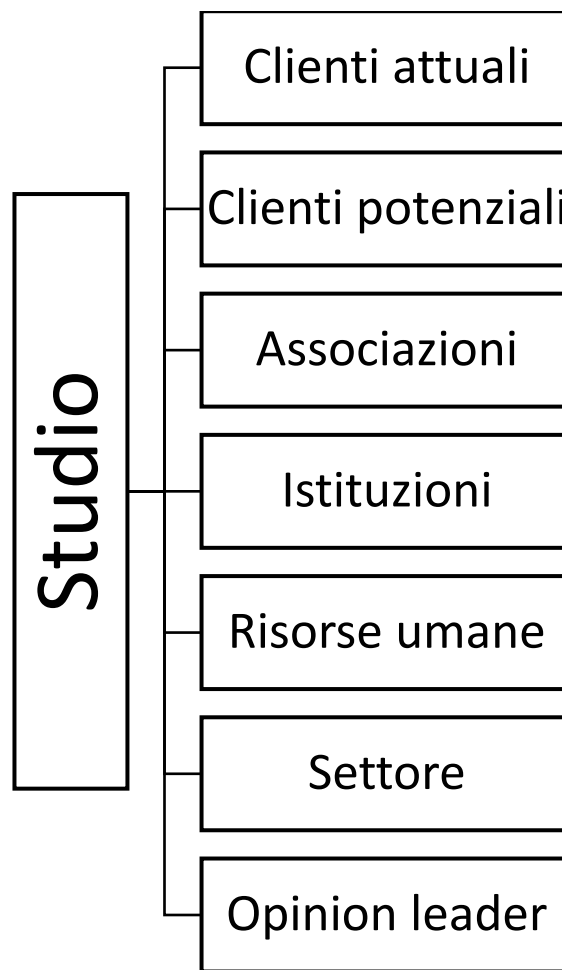 Studio
Clienti attuali
Clienti potenziali
Associazioni
Istituzioni
Risorse umane
Settore
Opinion leader